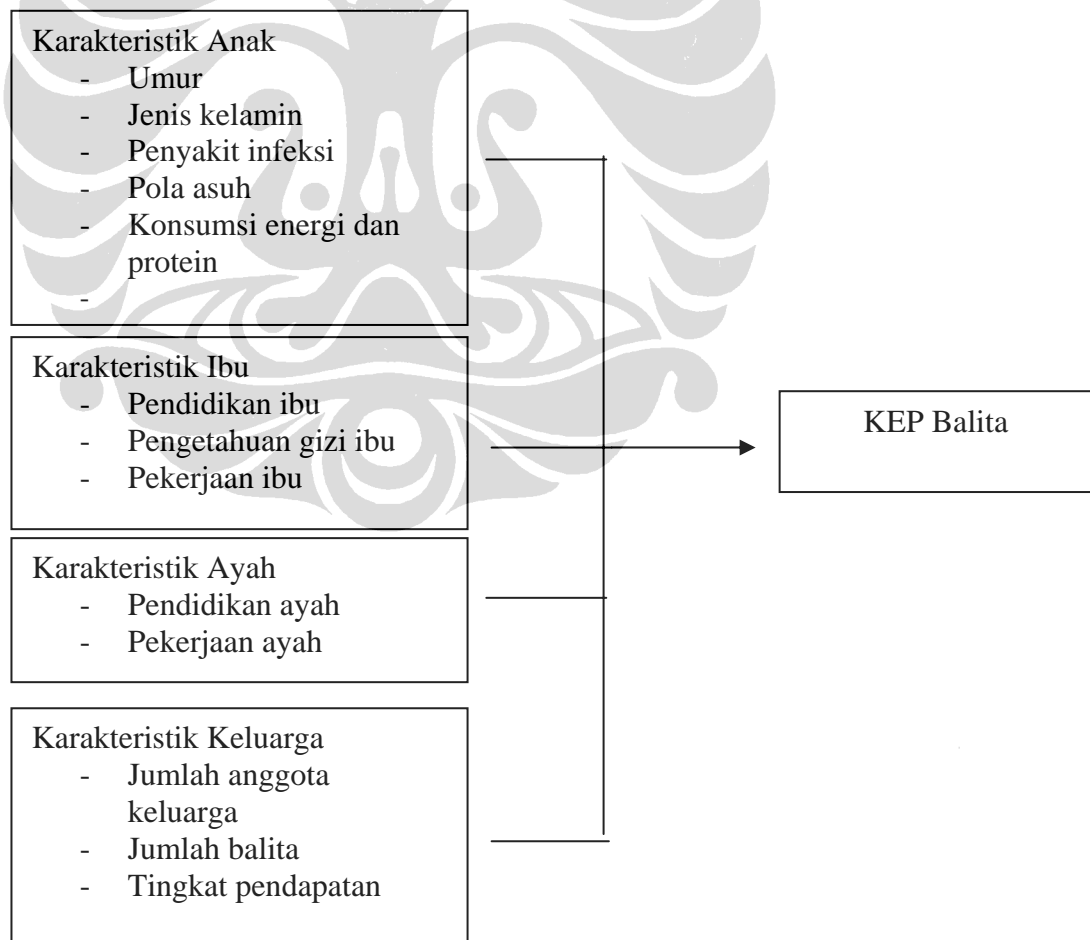 Karakteristik Anak
- Umur
- Jenis kelamin
- Penyakit infeksi
- Pola asuh
- Konsumsi energi dan
protein
-
Karakteristik Ibu
- Pendidikan ibu
- Pengetahuan gizi ibu
- Pekerjaan ibu
KEP Balita
Karakteristik Ayah
- Pendidikan ayah
- Pekerjaan ayah
Karakteristik Keluarga
- Jumlah anggota
keluarga
- Jumlah balita
- Tingkat pendapatan